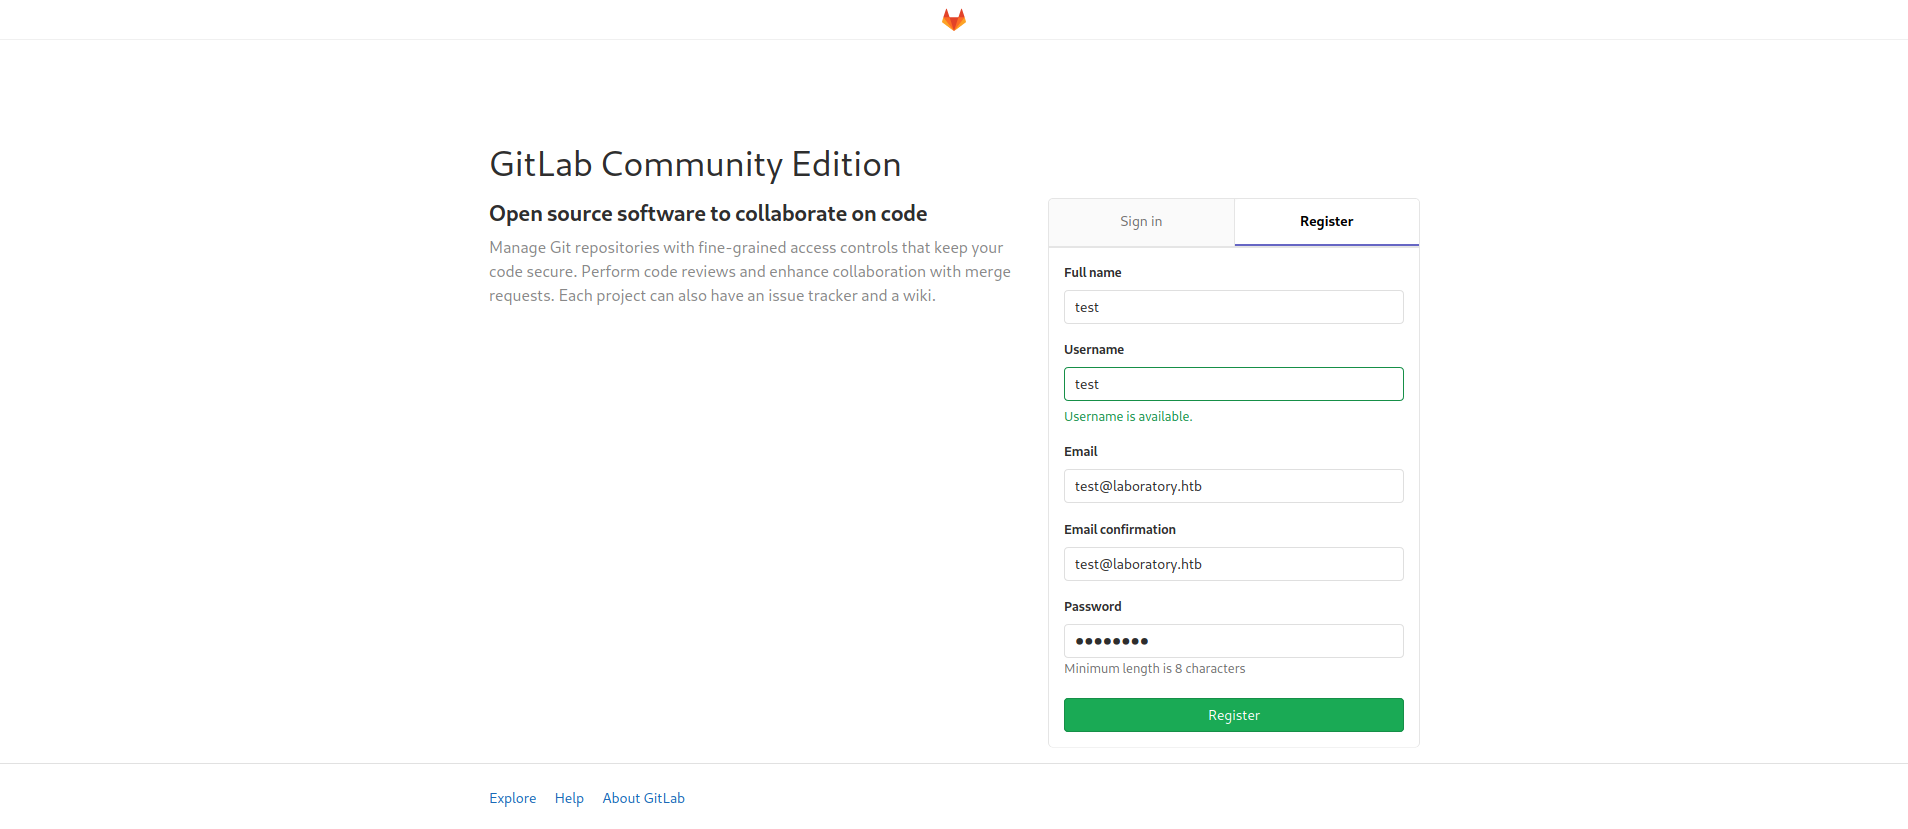 GitLab Community Edition
Open source software to collaborate on code
Manage Git repositories with fine-grained access controls that keep your
code secure. Perform code reviews and enhance collaboration with merge
requests. Each project can also have an issue tracker and a wiki.
Sign in
Register
Full name
test
Username
test
Username is available.
Email
test@laboratory.htb
Email confirmation
test@laboratory.htb
Password
●●●●●●●●
Minimum length is 8 characters
Register
Explore Help About GitLab